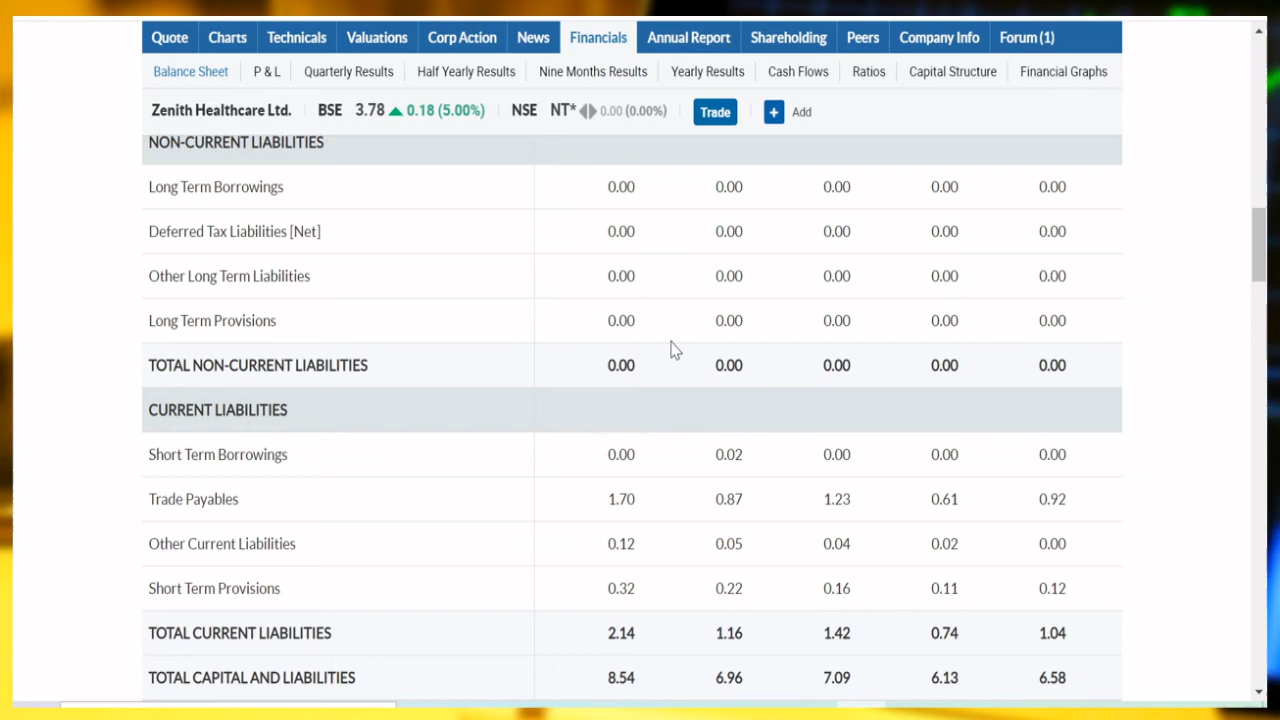 Quote Charts Technicals Valuations Corp Action News Financials Annual Report Shareholding Peers Company Info Forum (1)
Balance Sheet P & L Quarterly Results Half Yearly Results Nine Months Results Yearly Results Cash Flows Ratios Capital Structure Financial Graphs
Zenith Healthcare Ltd. BSE 3.78 0.18 (5.00%) NSE NT* 0.00 (0.00%) Trade + Add
NON-CURRENT LIABILITIES
Long Term Borrowings 0.00 0.00 0.00 0.00 0.00
Deferred Tax Liabilities [Net] 0.00 0.00 0.00 0.00 0.00
Other Long Term Liabilities 0.00 0.00 0.00 0.00 0.00
Long Term Provisions 0.00 0.00 0.00 0.00 0.00
TOTAL NON-CURRENT LIABILITIES 0.00 0.00 0.00 0.00 0.00
CURRENT LIABILITIES
Short Term Borrowings 0.00 0.02 0.00 0.00 0.00
Trade Payables 1.70 0.87 1.23 0.61 0.92
Other Current Liabilities 0.12 0.05 0.04 0.02 0.00
Short Term Provisions 0.32 0.22 0.16 0.11 0.12
TOTAL CURRENT LIABILITIES 2.14 1.16 1.42 0.74 1.04
TOTAL CAPITAL AND LIABILITIES 8.54 6.96 7.09 6.13 6.58